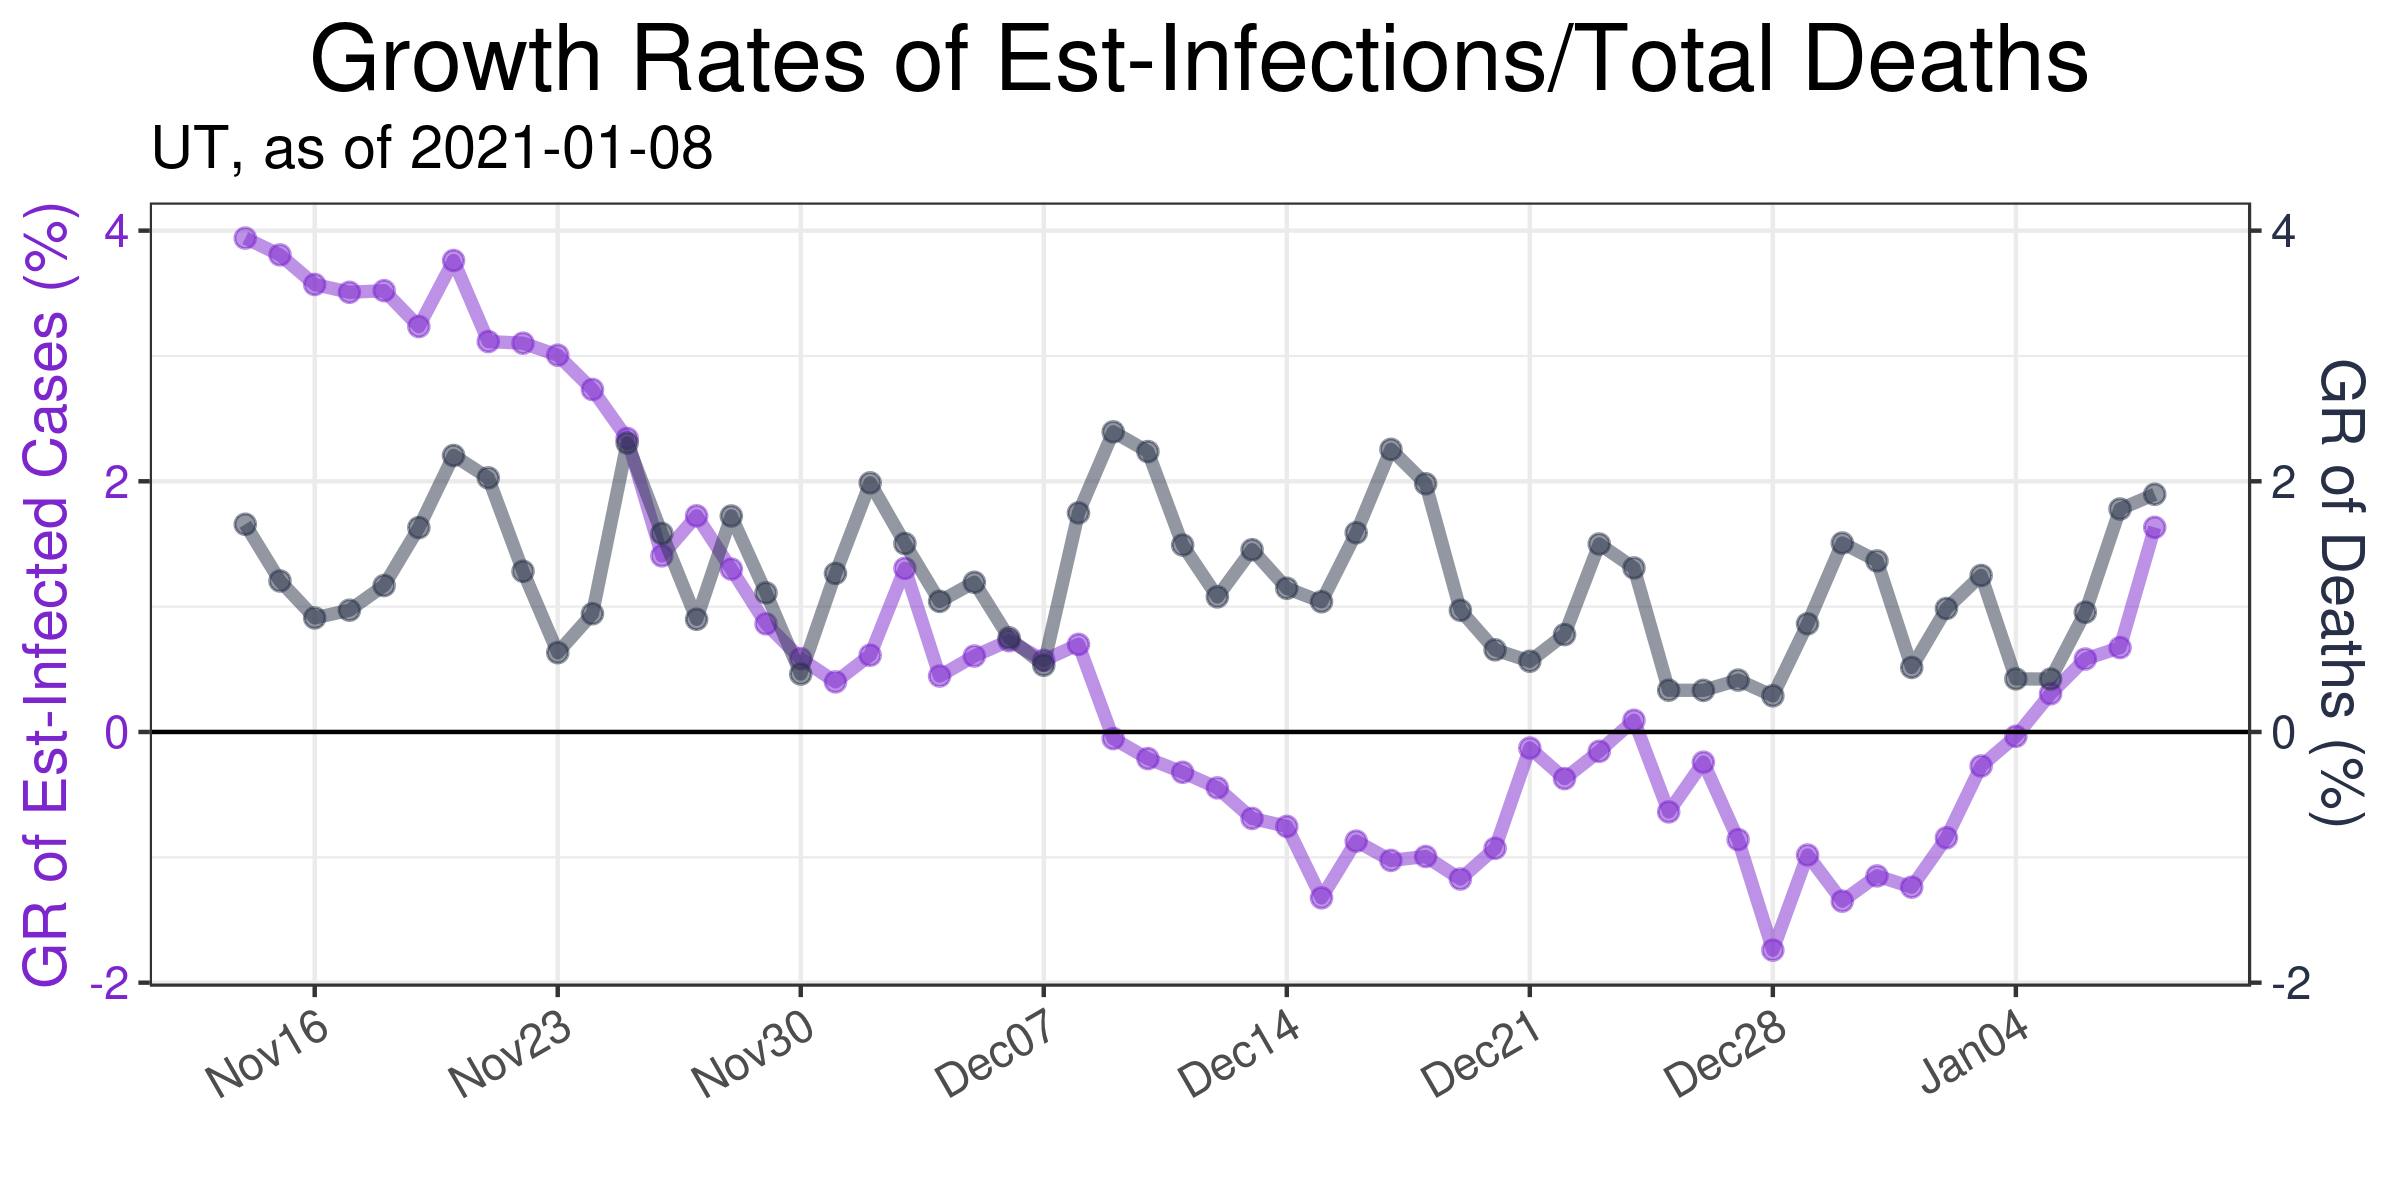 Growth Rates of Est-Infections/Total Deaths
UT, as of 2021-01-08
GR of Est-Infected Cases (%)
4
2
0
-2
4
2
0
-2
GR of Deaths (%)
Nov16
Nov23
Nov30
Dec07
Dec14
Dec21
Dec28
Jan04